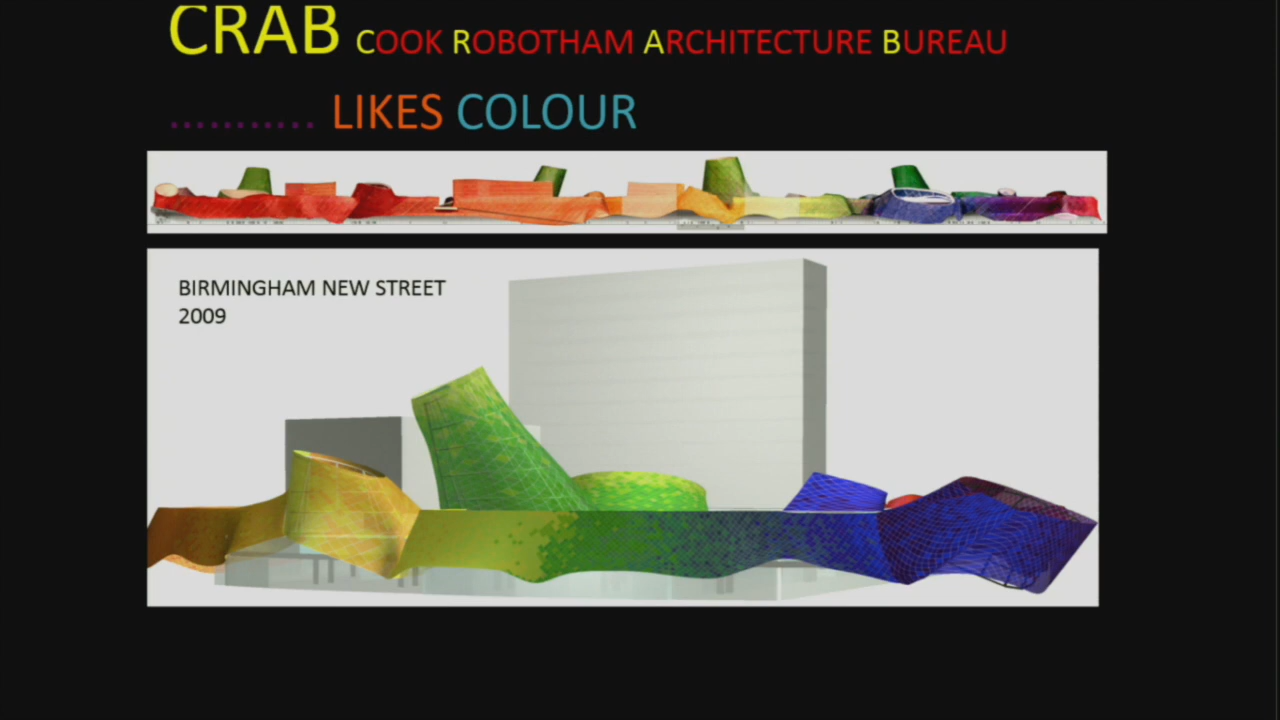 CRAB COOK ROBOTHAM ARCHITECTURE BUREAU
........... LIKES COLOUR
BIRMINGHAM NEW STREET
2009